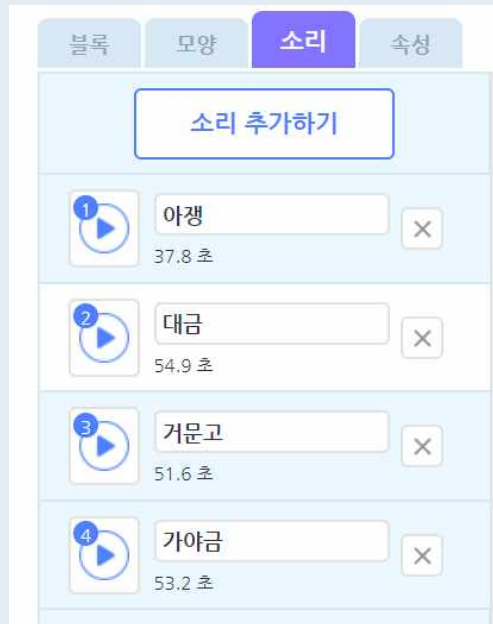 블록 모양 소리 속성
소리 추가하기
1 아쟁
37.8 초
2 대금
54.9 초
3 거문고
51.6 초
4 가야금
53.2 초